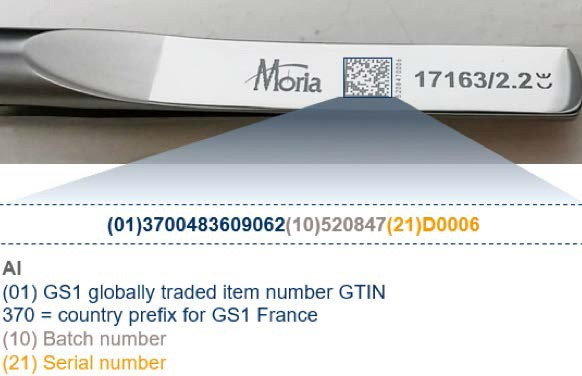 Moria
17163/2.2 CE
(01)3700483609062(10)520847(21)D0006
AI
(01) GS1 globally traded item number GTIN
370 = country prefix for GS1 France
(10) Batch number
(21) Serial number